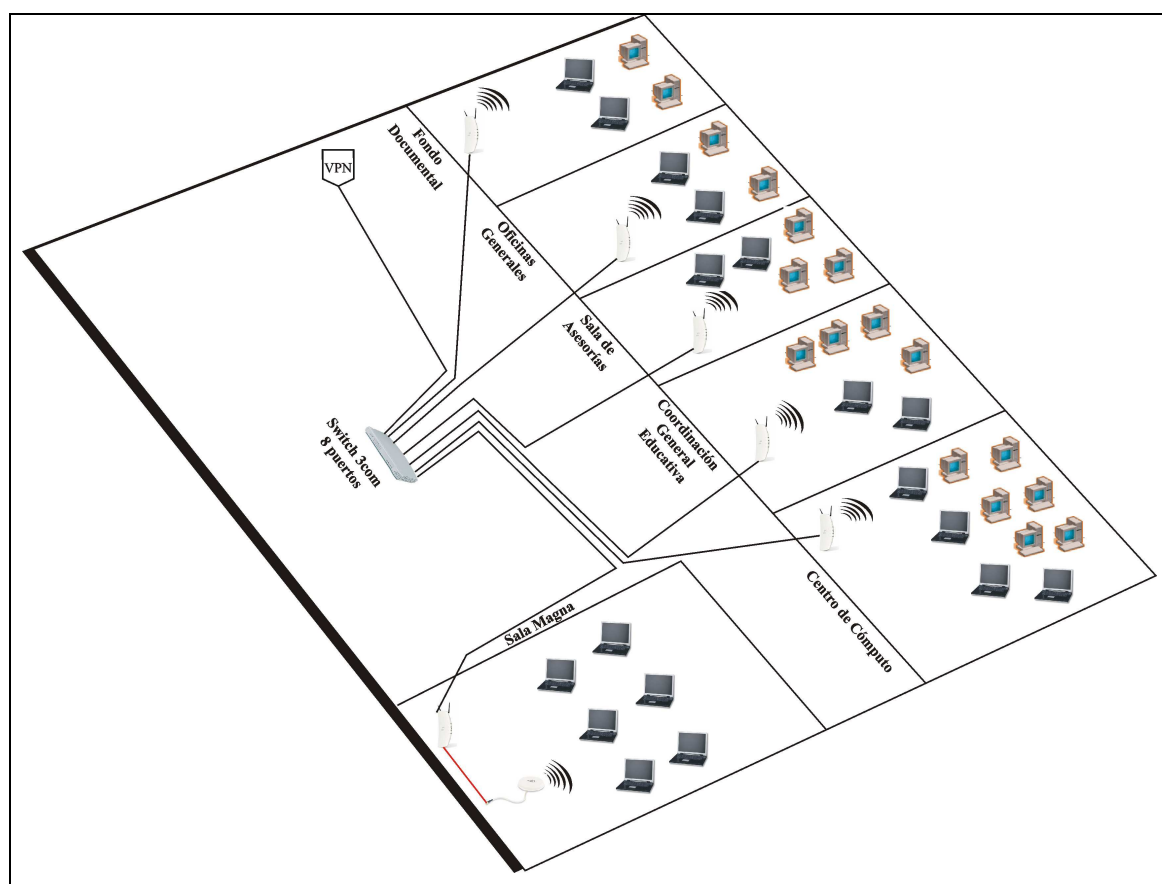 Fondo
Documental
VPN
Oficinas
Generales
Sala de
Asesorías
Switch 3com
8 puertos
Coordinación
General
Educativa
Centro de Cómputo
Sala Magna